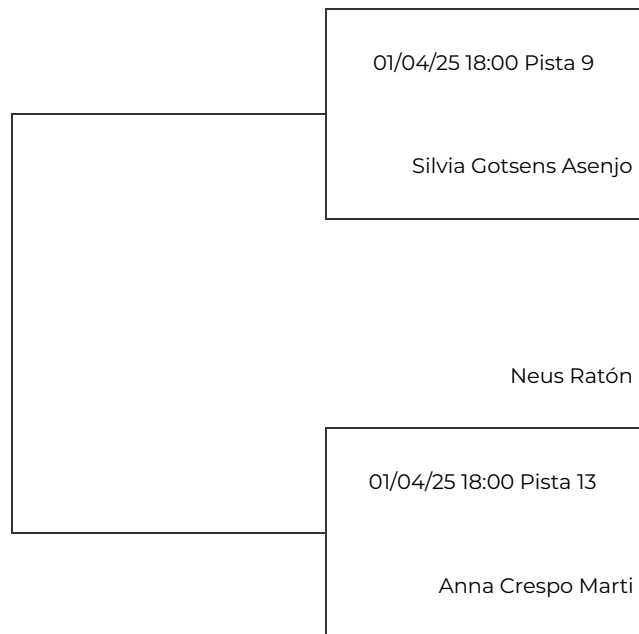 01/04/25 18:00 Pista 9
Silvia Gotsens Asenjo
Neus Ratón
01/04/25 18:00 Pista 13
Anna Crespo Marti